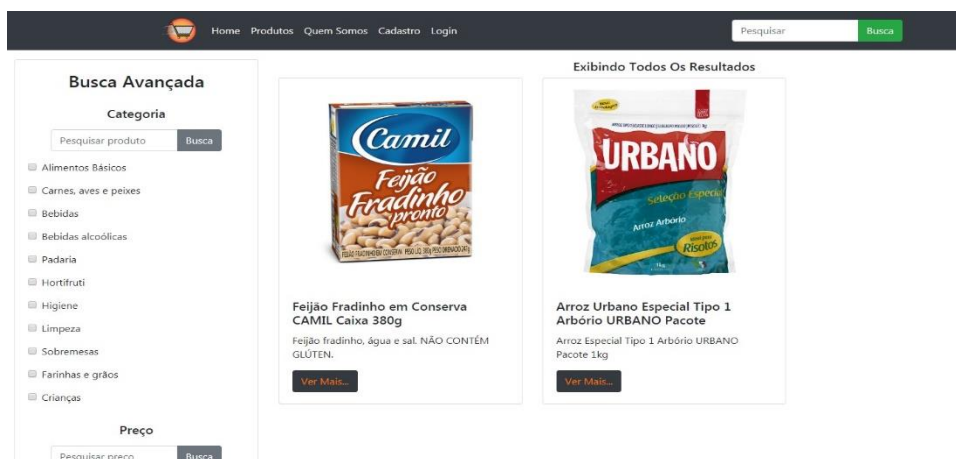 Home Produtos Quem Somos Cadastro Login
Pesquisar Busca
Busca Avançada
Categoria
Pesquisar produto Busca
Alimentos Básicos
Carnes, aves e peixes
Bebidas
Bebidas alcoólicas
Padaria
Hortifruti
Higiene
Limpeza
Sobremesas
Farinhas e grãos
Crianças
Preço
Pesquisar preço Busca
Exibindo Todos Os Resultados
Camil
Feijão
Fradinho
pronto
Feijão Fradinho em Conserva
CAMIL Caixa 380g
Feijão fradinho, água e sal. NÃO CONTÉM
GLÚTEN.
Ver Mais...
URBANO
Seleção Especial
Arroz Arbório
Risotos
1kg
Arroz Urbano Especial Tipo 1
Arbório URBANO Pacote
Arroz Especial Tipo 1 Arbório URBANO
Pacote 1kg
Ver Mais...